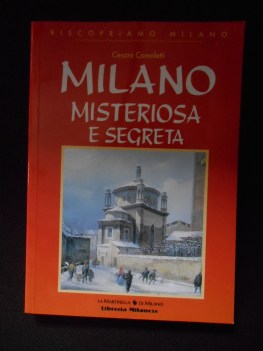 RISCOPRIAMO MILANO
Cesare Comoletti
MILANO
MISTERIOSA
E SEGRETA
LA MARTINELLA DI MILANO
Libreria Milanese